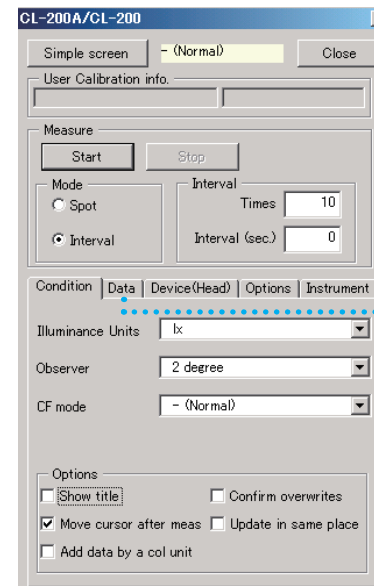 CL-200A/CL-200
Simple screen - (Normal) Close
User Calibration info.
Measure
Start Stop
Mode Interval
Spot Times 10
Interval Interval (sec.) 0
Condition Data Device(Head) Options Instrument
Illuminance Units lx
Observer 2 degree
CF mode - (Normal)
Options
Show title Confirm overwrites
Move cursor after meas Update in same place
Add data by a col unit